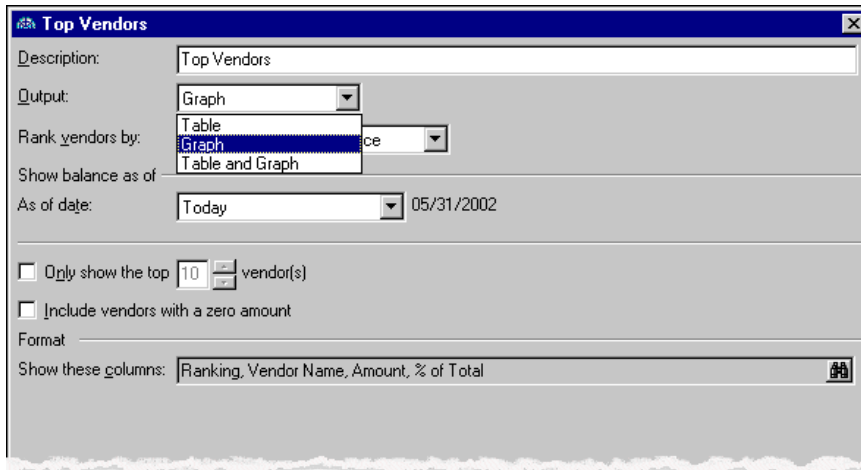 Top Vendors
Description: Top Vendors
Output: Graph
Table
Rank vendors by: Graph ce
Table and Graph
Show balance as of
As of date: Today 05/31/2002
Only show the top 10 vendor(s)
Include vendors with a zero amount
Format
Show these columns: Ranking, Vendor Name, Amount, % of Total